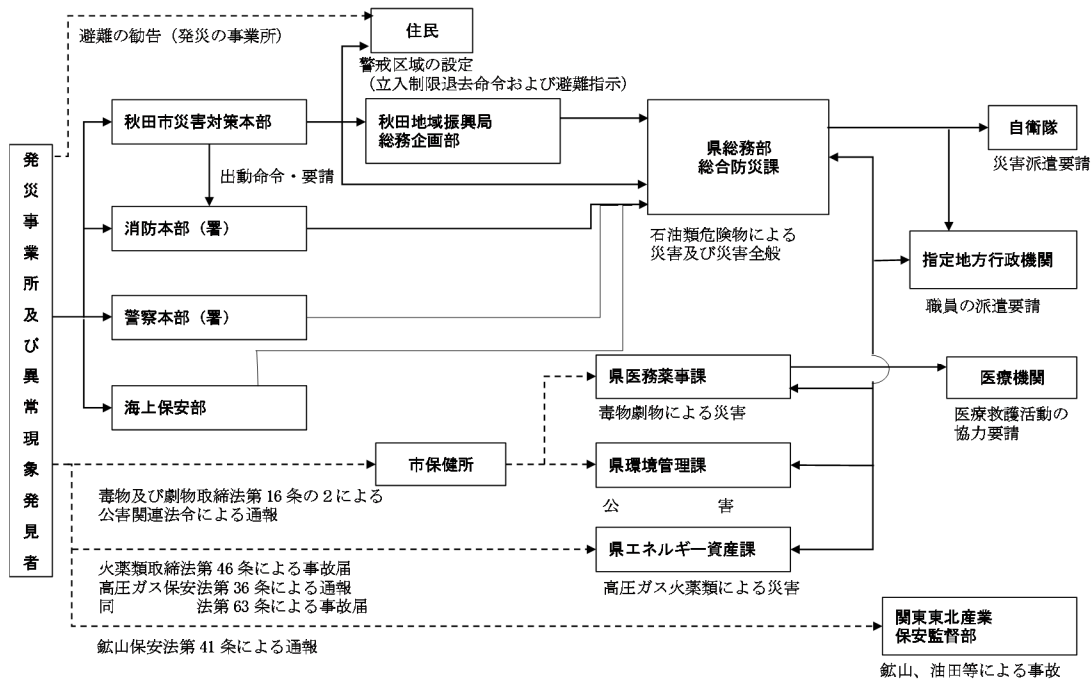 避難の勧告（発災の事業所）
住民
警戒区域の設定
（立入制限退去命令および避難指示）
秋田市災害対策本部
秋田地域振興局
総務企画部
県総務部
総合防災課
自衛隊
災害派遣要請
出動命令・要請
消防本部（署）
石油類危険物による
災害及び災害全般
指定地方行政機関
職員の派遣要請
発災事業所及び異常現象発見者
警察本部（署）
海上保安部
県医務薬事課
毒物劇物による災害
医療機関
医療救護活動の
協力要請
市保健所
県環境管理課
公　　　　　害
毒物及び劇物取締法第 16 条の 2 による
公害関連法令による通報
県エネルギー資産課
高圧ガス火薬類による災害
火薬類取締法第 46 条による事故届
高圧ガス保安法第 36 条による通報
同　　　　　法第 63 条による事故届
関東東北産業
保安監督部
鉱山、油田等による事故
鉱山保安法第 41 条による通報